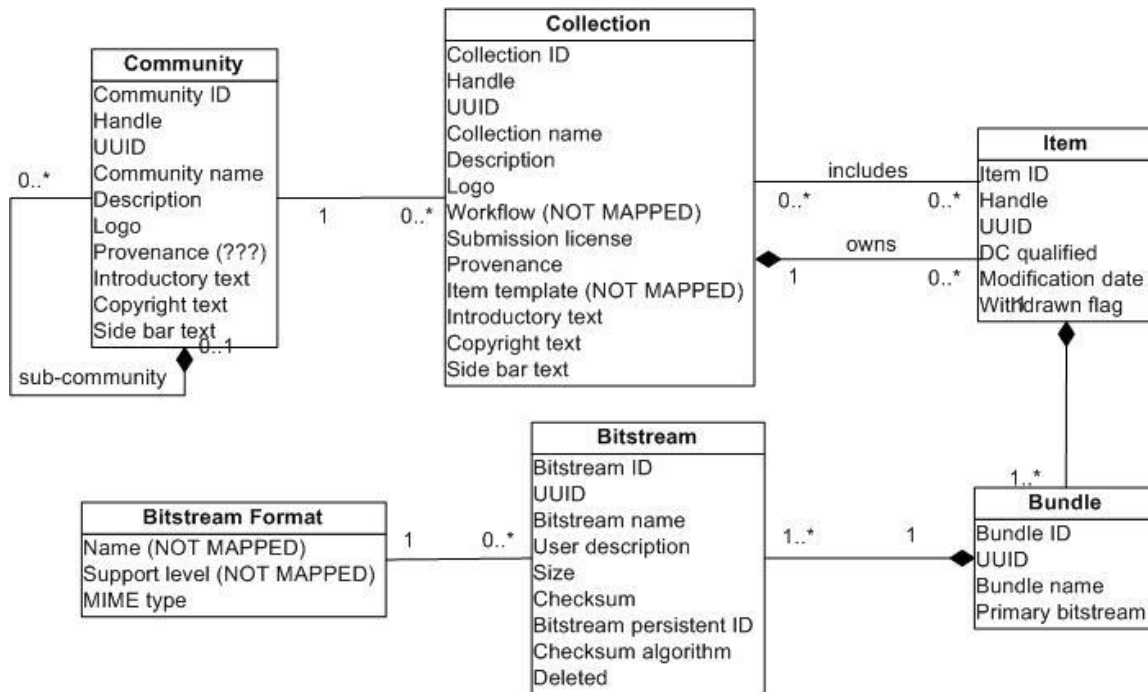 Community
Community ID
Handle
UUID
Community name
Description
Logo
Provenance (???)
Introductory text
Copyright text
Side bar text
0..*
0..1
sub-community
1
0..*
Collection
Collection ID
Handle
UUID
Collection name
Description
Logo
Workflow (NOT MAPPED)
Submission license
Provenance
Item template (NOT MAPPED)
Introductory text
Copyright text
Side bar text
includes
0..*
0..*
owns
1
0..*
Item
Item ID
Handle
UUID
DC qualified
Modification date
Withdrawn flag
1
1..*
Bitstream Format
Name (NOT MAPPED)
Support level (NOT MAPPED)
MIME type
1
0..*
Bitstream
Bitstream ID
UUID
Bitstream name
User description
Size
Checksum
Bitstream persistent ID
Checksum algorithm
Deleted
1..*
1
Bundle
Bundle ID
UUID
Bundle name
Primary bitstream